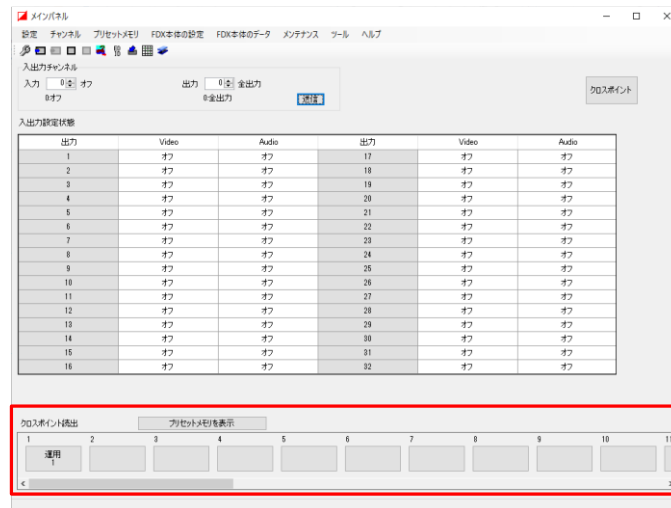 メインパネル
設定 チャンネル プリセットメモリ FDX本体の設定 FDX本体のデータ メンテナンス ツール ヘルプ
入出力チャンネル
入力 0 オフ 出力 0 全出力
0:オフ 0:全出力 送信 クロスポイント
入出力設定状態
出力 Video Audio 出力 Video Audio
1 オフ オフ 17 オフ オフ
2 オフ オフ 18 オフ オフ
3 オフ オフ 19 オフ オフ
4 オフ オフ 20 オフ オフ
5 オフ オフ 21 オフ オフ
6 オフ オフ 22 オフ オフ
7 オフ オフ 23 オフ オフ
8 オフ オフ 24 オフ オフ
9 オフ オフ 25 オフ オフ
10 オフ オフ 26 オフ オフ
11 オフ オフ 27 オフ オフ
12 オフ オフ 28 オフ オフ
13 オフ オフ 29 オフ オフ
14 オフ オフ 30 オフ オフ
15 オフ オフ 31 オフ オフ
16 オフ オフ 32 オフ オフ
クロスポイント読出 プリセットメモリを表示
1 2 3 4 5 6 7 8 9 10 11
運用
1